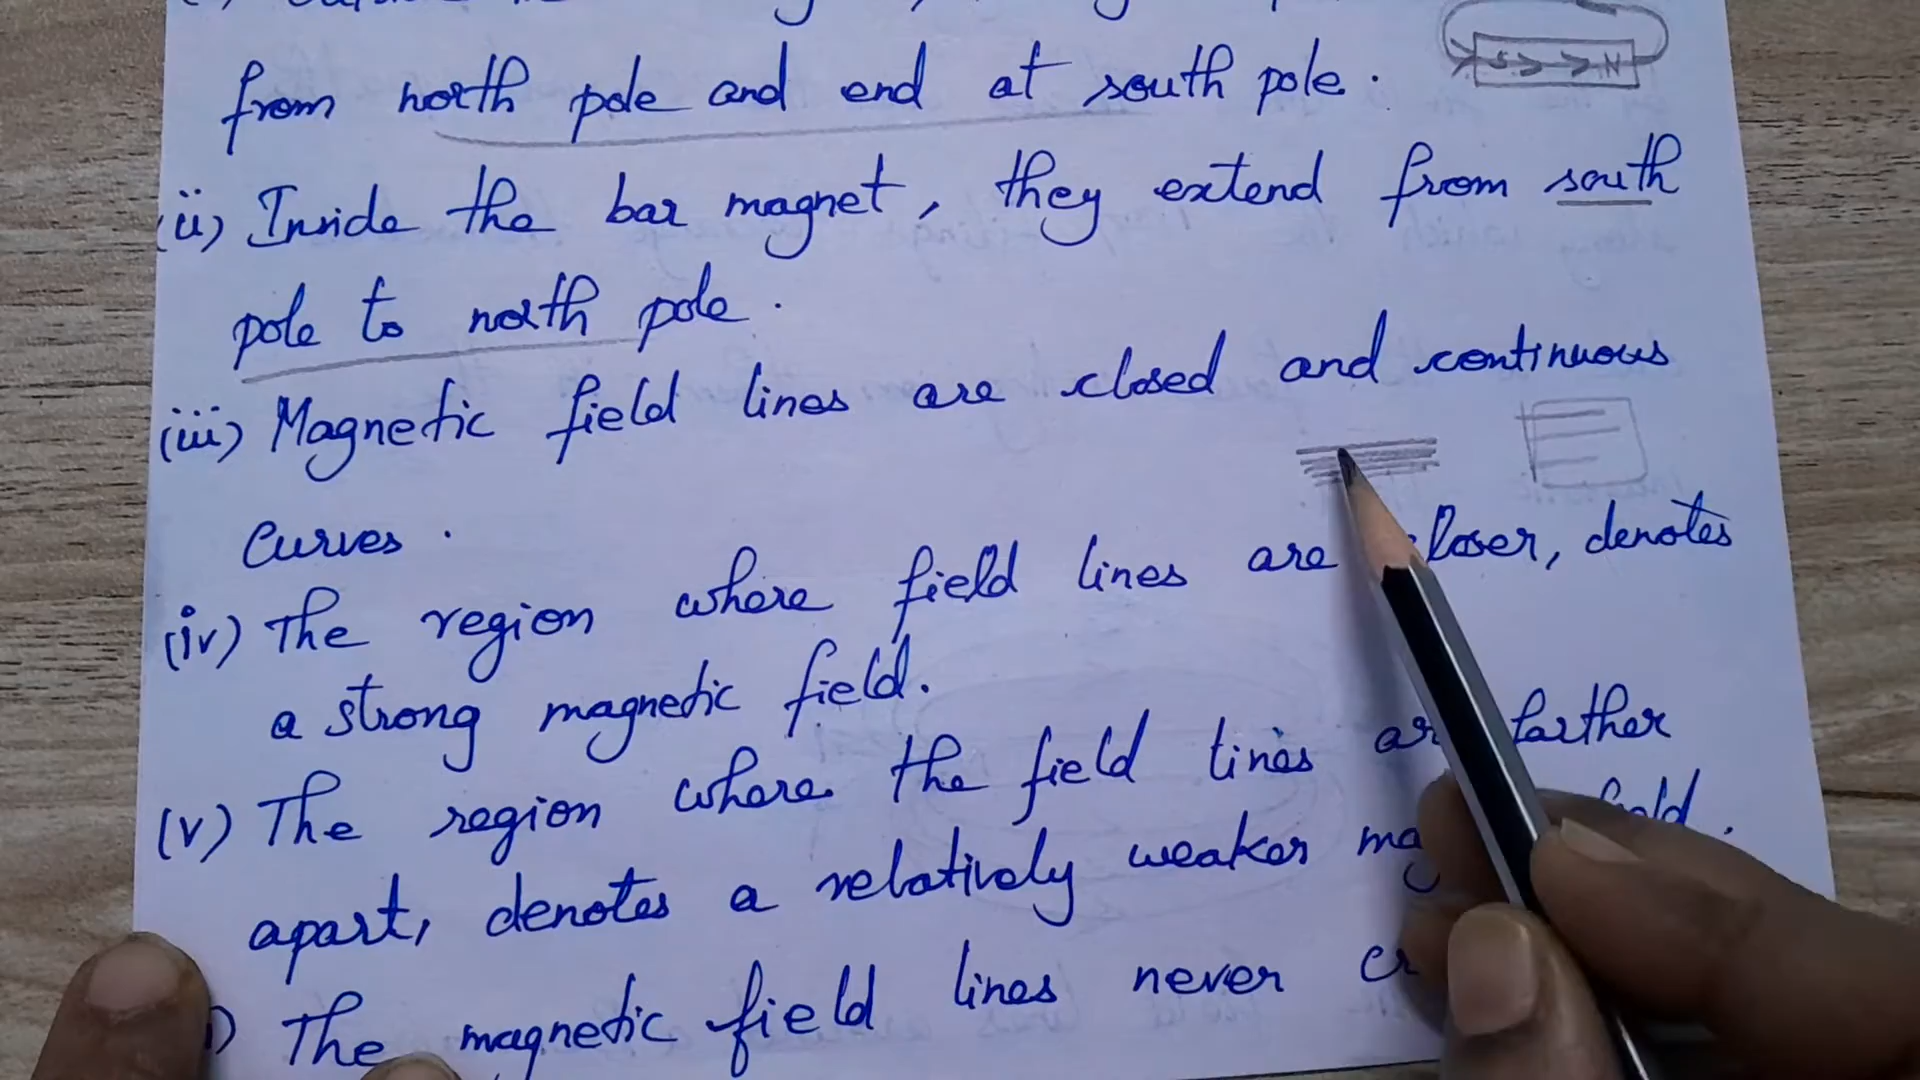 from north pole and end at south pole.
S > > N
(ii) Inside the bar magnet, they extend from south
pole to north pole.
(iii) Magnetic field lines are closed and continuous
curves.
(iv) The region where field lines are closer, denotes
a strong magnetic field.
(v) The region where the field lines are farther
apart, denotes a relatively weaker field.
The magnetic field lines never